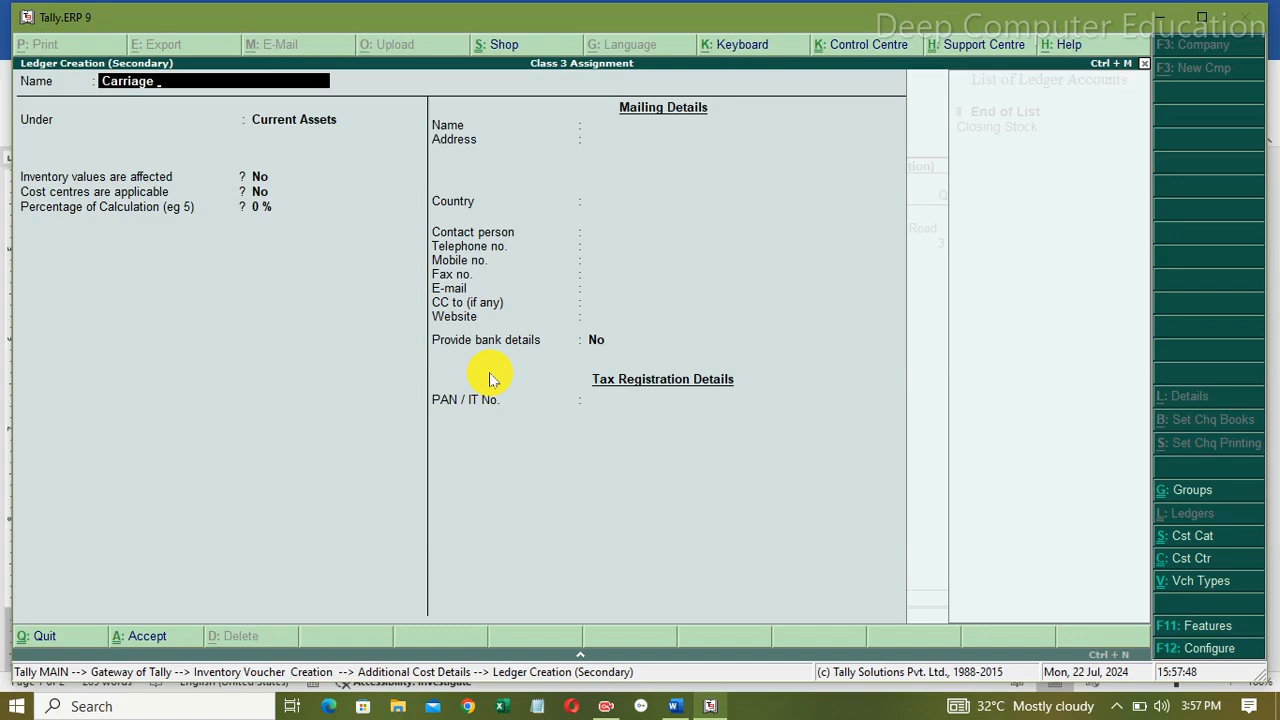 Tally.ERP 9
Deep Computer Education
P: Print
E: Export
M: E-Mail
O: Upload
S: Shop
G: Language
K: Keyboard
K: Control Centre
H: Support Centre
H: Help
F3: Company
Ledger Creation (Secondary)
Class 3 Assignment
Ctrl + M
F3: New Cmp
Name : Carriage _
List of Ledger Accounts
Under : Current Assets
Inventory values are affected ? No
Cost centres are applicable ? No
Percentage of Calculation (eg 5) ? 0 %
Mailing Details
Name :
Address :
Country :
Contact person :
Telephone no. :
Mobile no. :
Fax no. :
E-mail :
CC to (if any) :
Website :
Provide bank details : No
Tax Registration Details
PAN / IT No. :
End of List
Closing Stock
tion)
Q
Road
3
L: Details
B: Set Chq Books
S: Set Chq Printing
G: Groups
L: Ledgers
S: Cst Cat
C: Cst Ctr
V: Vch Types
F11: Features
F12: Configure
Q: Quit
A: Accept
D: Delete
Ctrl + N
Tally MAIN --> Gateway of Tally --> Inventory Voucher Creation --> Additional Cost Details --> Ledger Creation (Secondary)
(c) Tally Solutions Pvt. Ltd., 1988-2015
Mon, 22 Jul, 2024
15:57:48
Search
32°C Mostly cloudy
3:57 PM